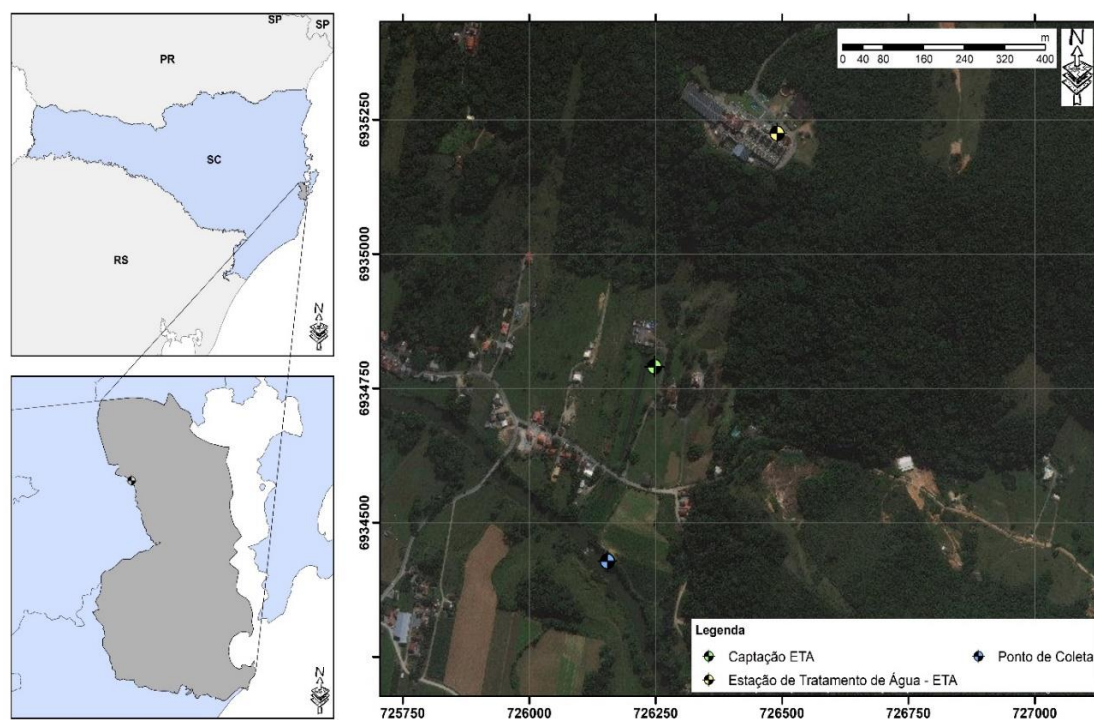 SP
SP
PR
SC
RS
N
N
m
0 40 80 160 240 320 400
N
6935250
6935000
6934750
6934500
Legenda
Captação ETA
Ponto de Coleta
Estação de Tratamento de Água - ETA
725750 726000 726250 726500 726750 727000